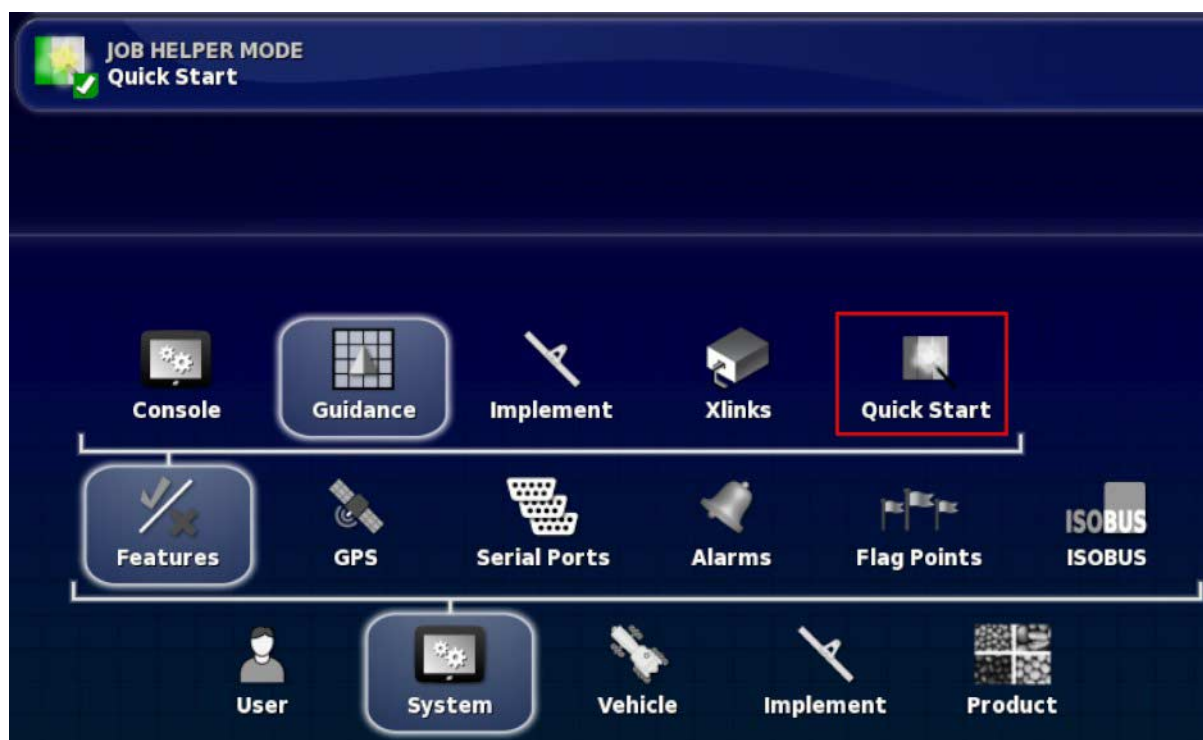 JOB HELPER MODE
Quick Start
Console Guidance Implement Xlinks Quick Start
Features GPS Serial Ports Alarms Flag Points ISOBUS ISOBUS
User System Vehicle Implement Product